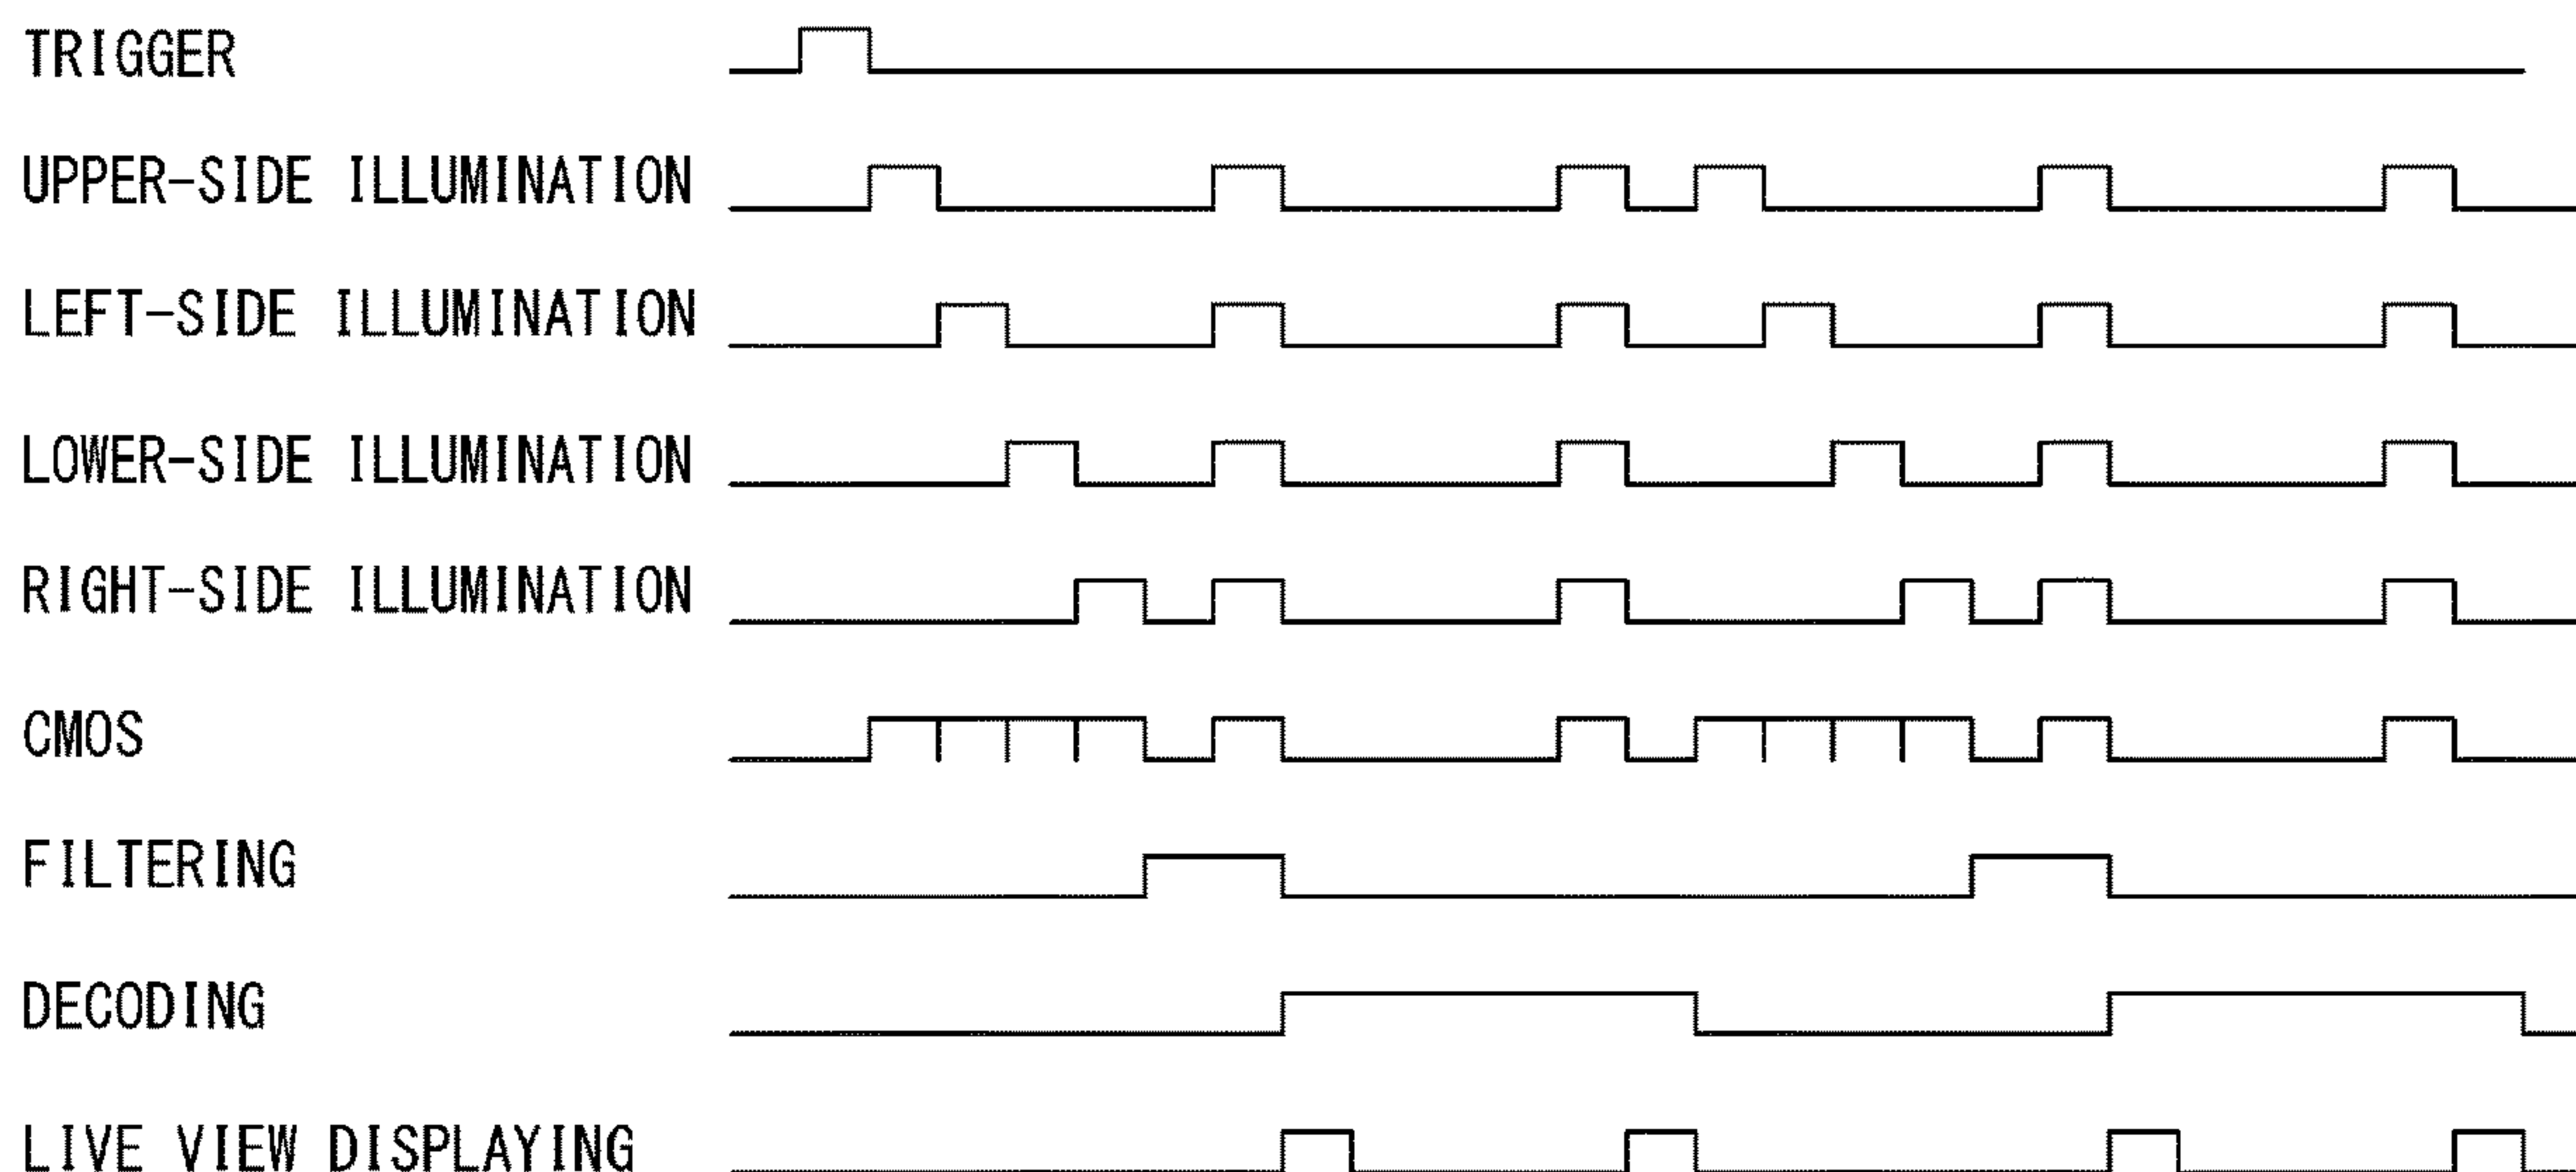 TRIGGER
UPPER-SIDE ILLUMINATION
LEFT-SIDE ILLUMINATION
LOWER-SIDE ILLUMINATION
RIGHT-SIDE ILLUMINATION
CMOS
FILTERING
DECODING
LIVE VIEW DISPLAYING